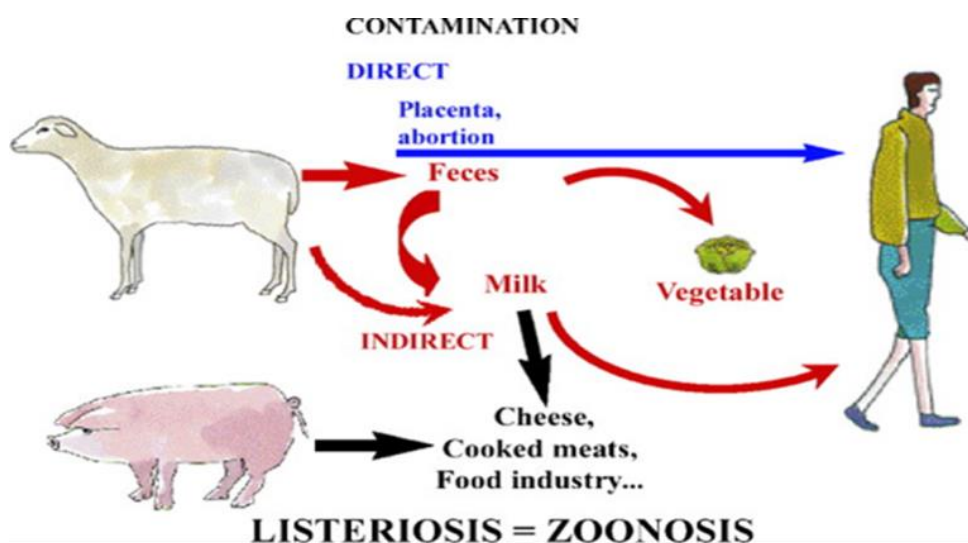 CONTAMINATION
DIRECT
Placenta,
abortion
Feces
Milk
Vegetable
INDIRECT
Cheese,
Cooked meats,
Food industry...
LISTERIOSIS = ZOONOSIS